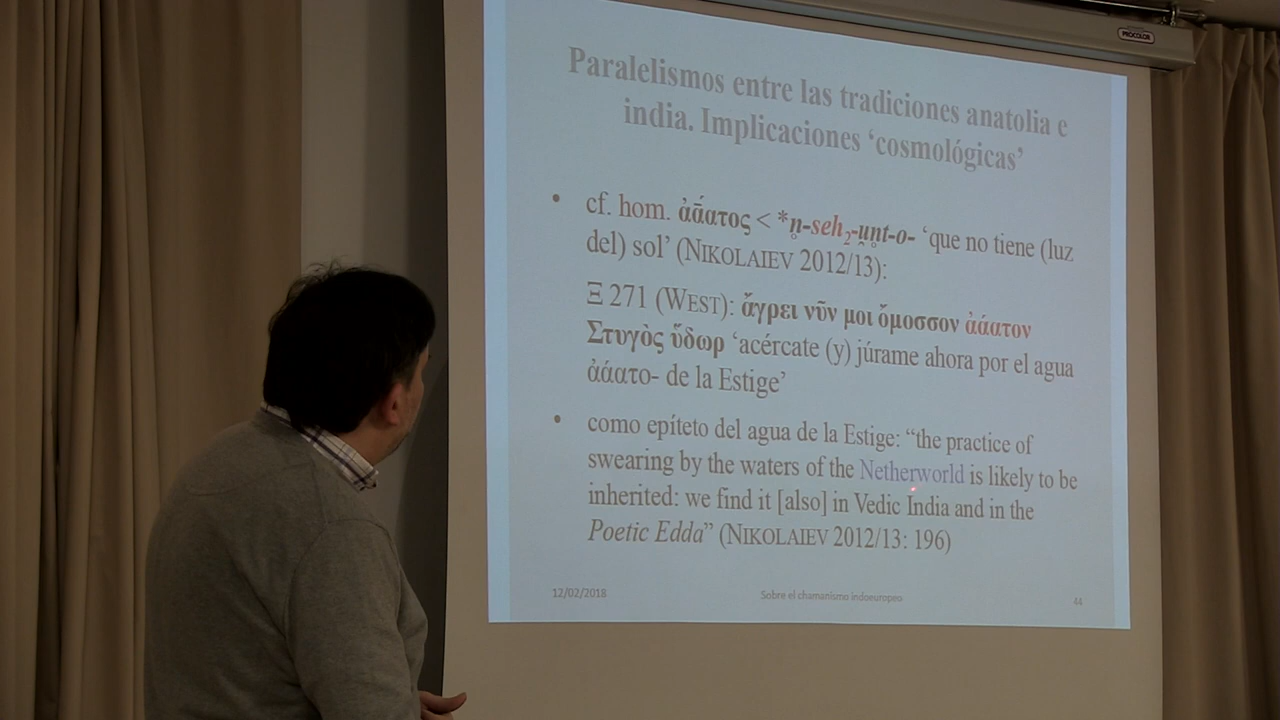 PROCOLOR
Paralelismos entre las tradiciones anatolia e
india. Implicaciones ‘cosmológicas’
• cf. hom. ἀᾱ́ατος < *n̥-seh₂-u̯n̥t-o- ‘que no tiene (luz
del) sol’ (NIKOLAIEV 2012/13):
Ξ 271 (WEST): ἄγρει νῦν μοι ὄμοσσον ἀάατον
Στυγὸς ὕδωρ ‘acércate (y) júrame ahora por el agua
ἀάατο- de la Estige’
• como epíteto del agua de la Estige: “the practice of
swearing by the waters of the Netherworld is likely to be
inherited: we find it [also] in Vedic India and in the
Poetic Edda” (NIKOLAIEV 2012/13: 196)
12/02/2018 Sobre el chamanismo indoeuropeo 44